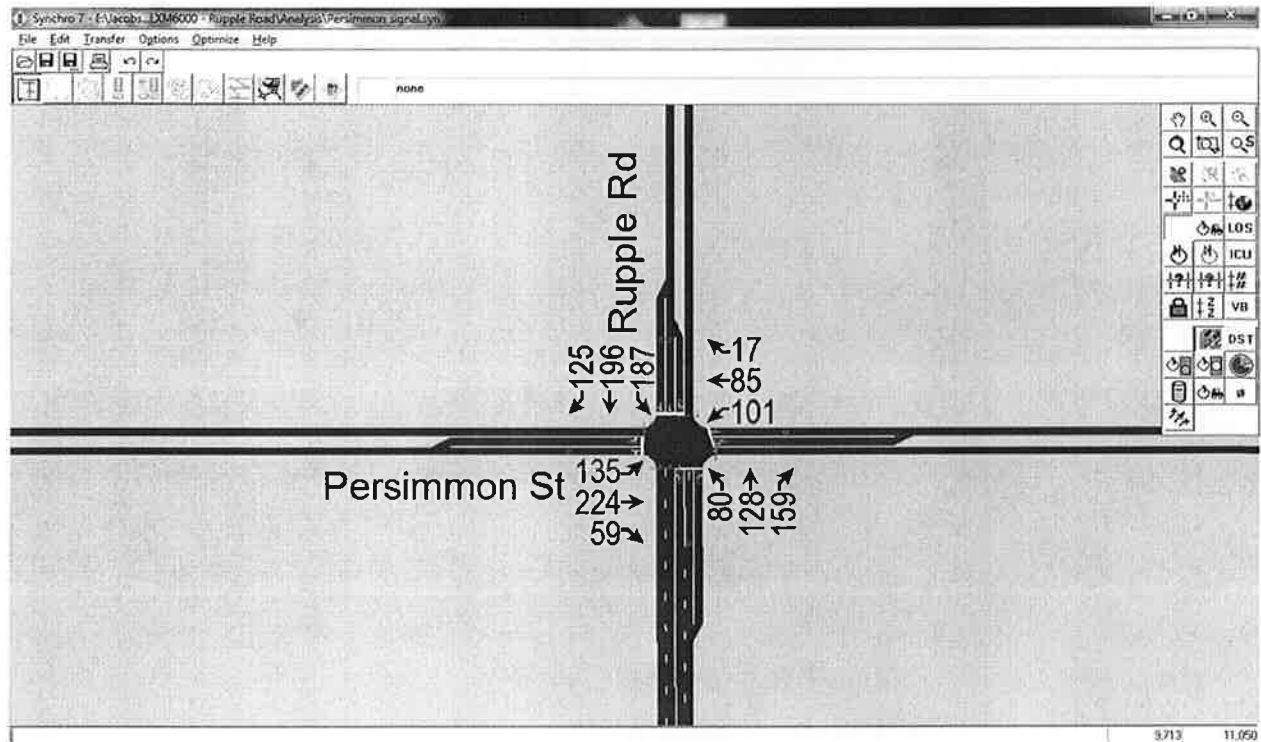 Synchro 7 - E:\Jacobs_LXM6000 - Rupple Road\Analysis\Persimmon signal.syn
File Edit Transfer Options Optimize Help
none
Rupple Rd
125
196
187
17
85
101
Persimmon St
135
224
59
80
128
159
S
LOS
ICU
VB
DST
ø
9,713 11,050